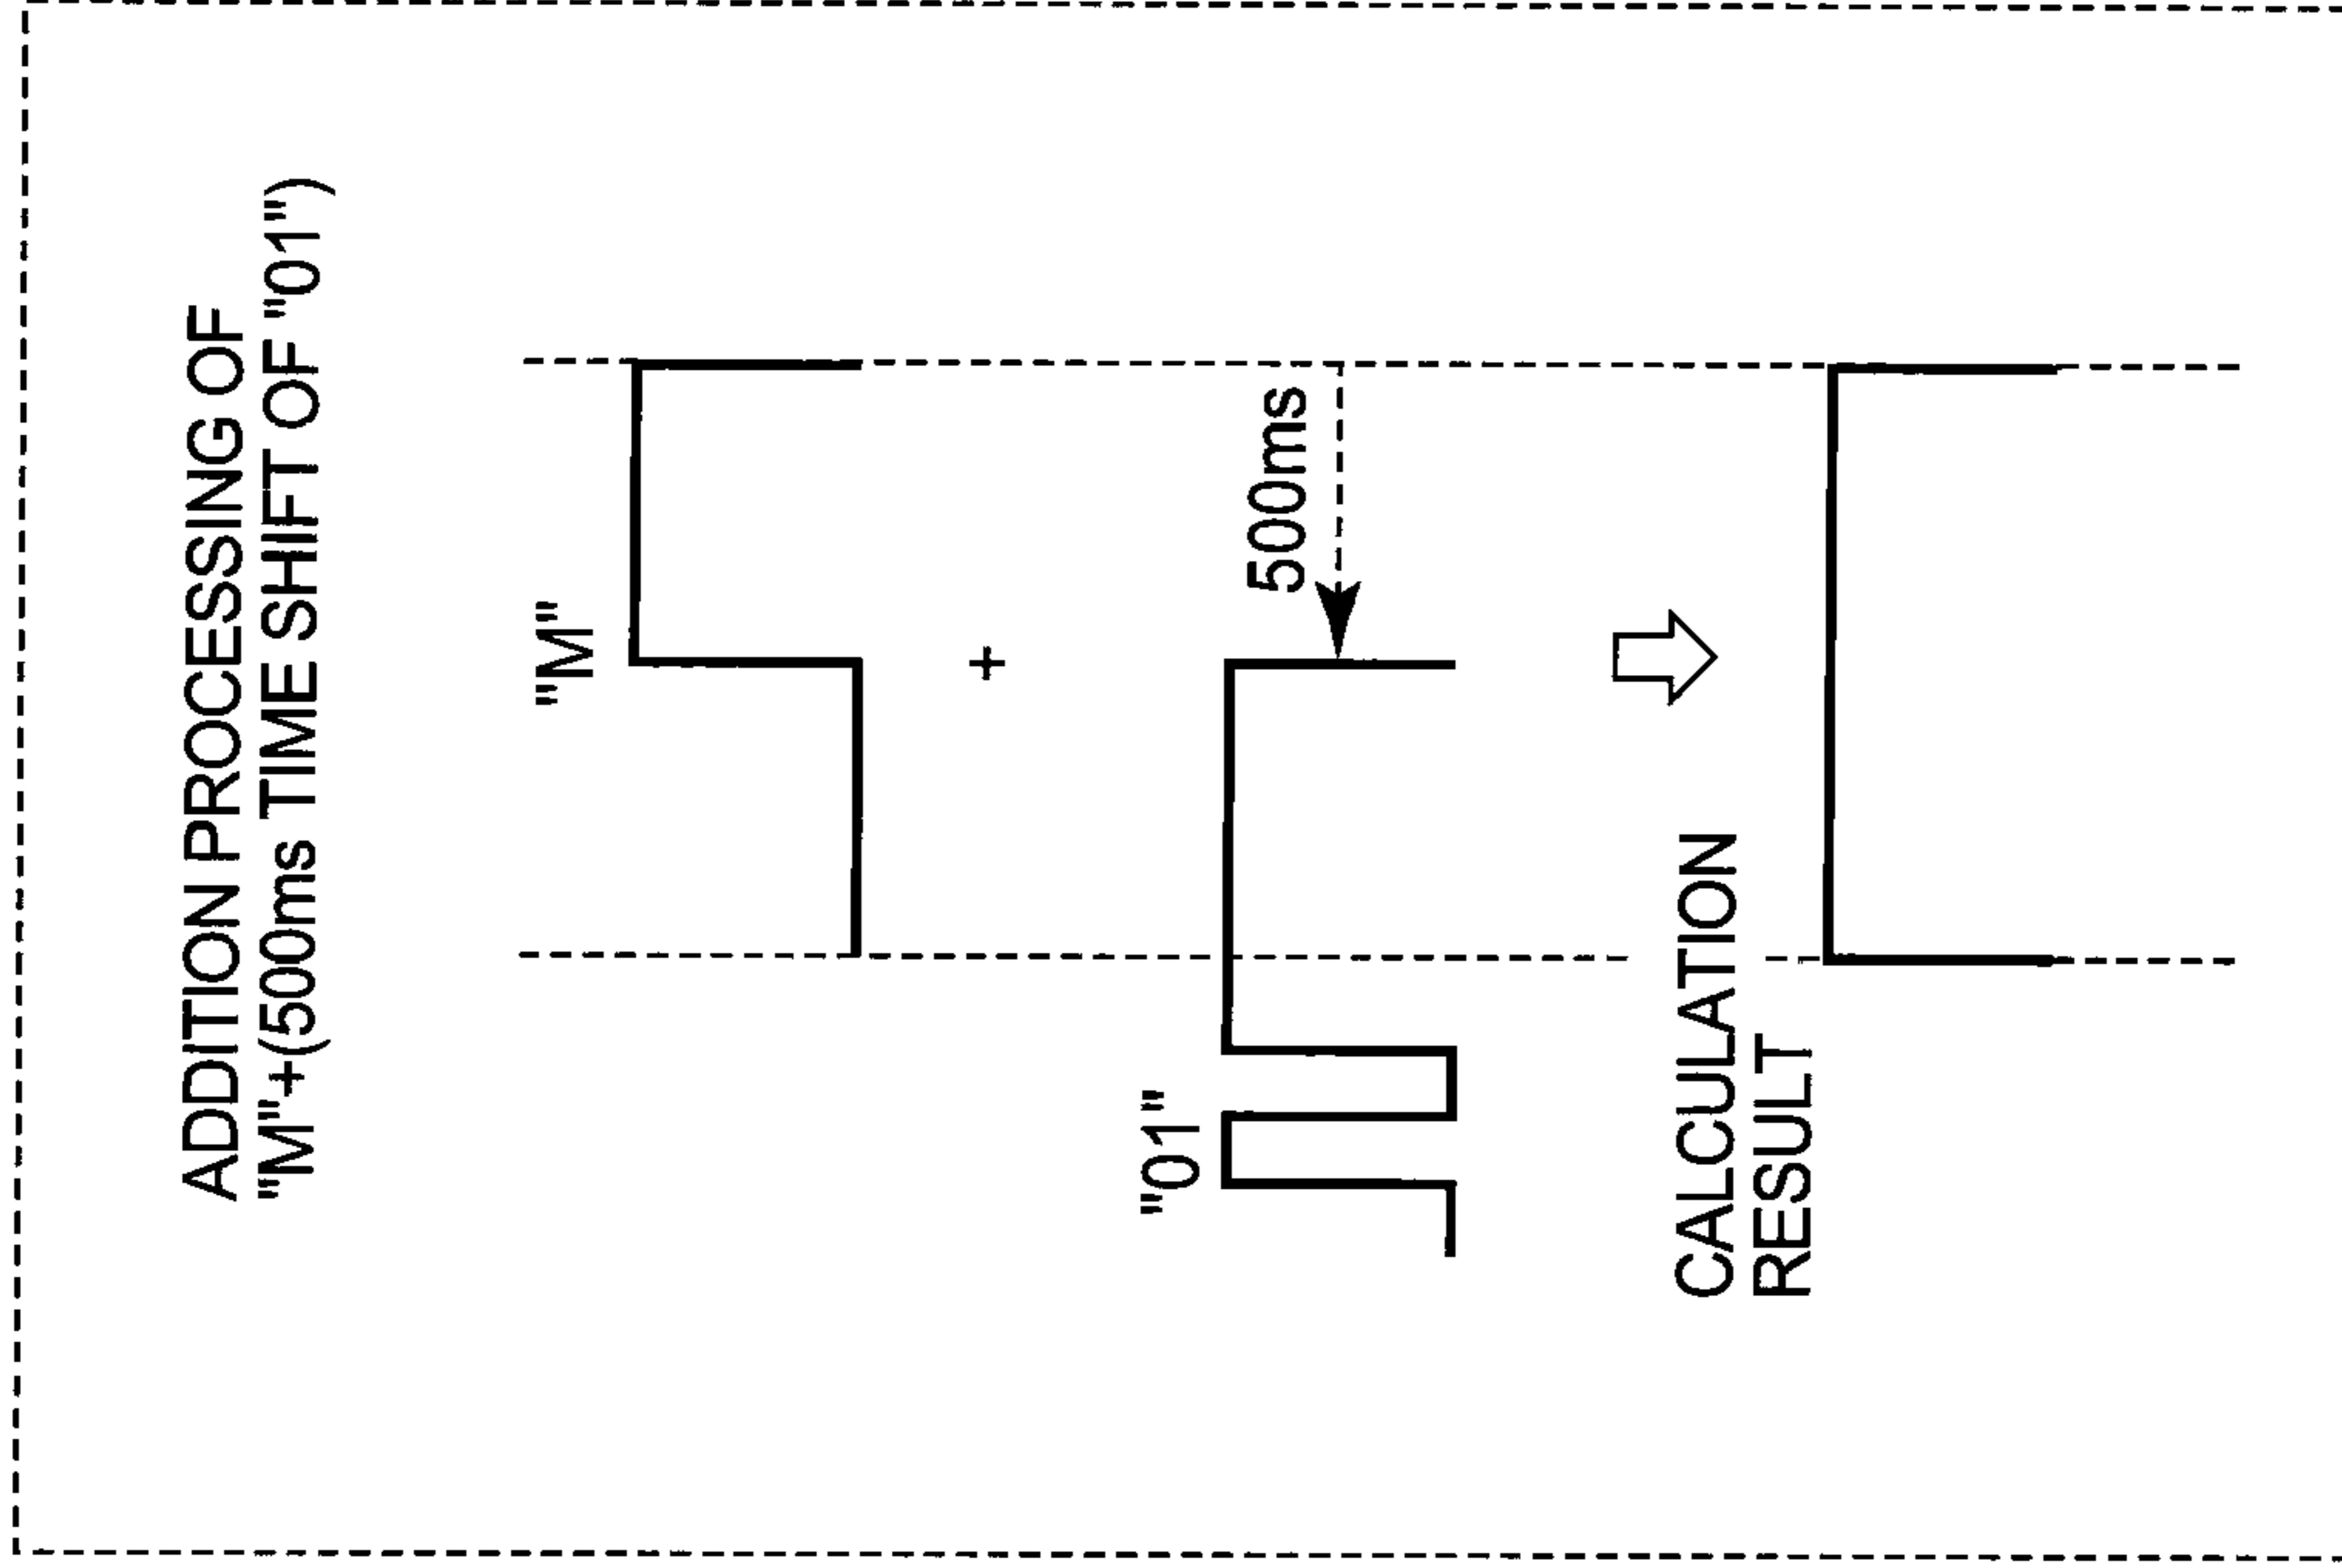 ADDITION PROCESSING OF
"M"+(500ms TIME SHIFT OF "01")
"M"
+
"01"
500ms
CALCULATION
RESULT